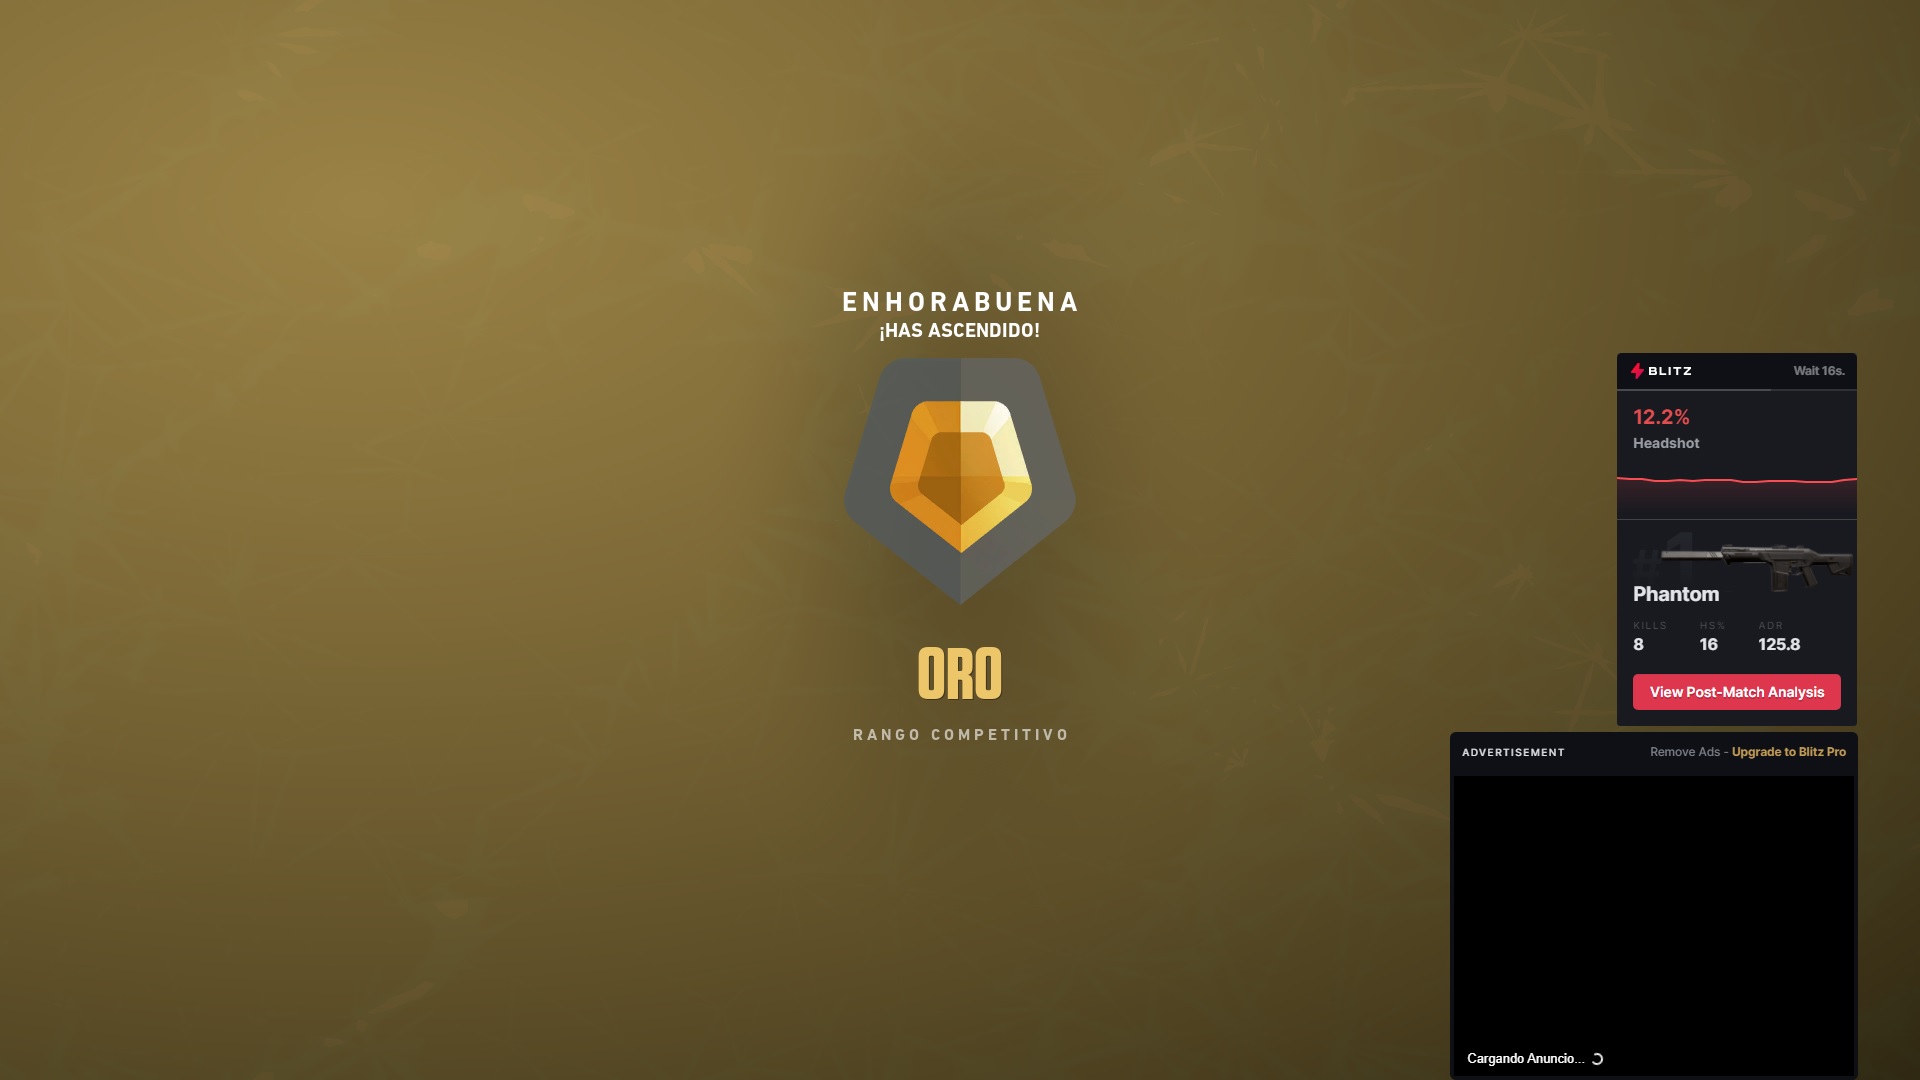 ENHORABUENA
¡HAS ASCENDIDO!
ORO
RANGO COMPETITIVO
BLITZ
Wait 16s.
12.2%
Headshot
#1
Phantom
KILLS HS% ADR
8 16 125.8
View Post-Match Analysis
ADVERTISEMENT
Remove Ads - Upgrade to Blitz Pro
Cargando Anuncio...